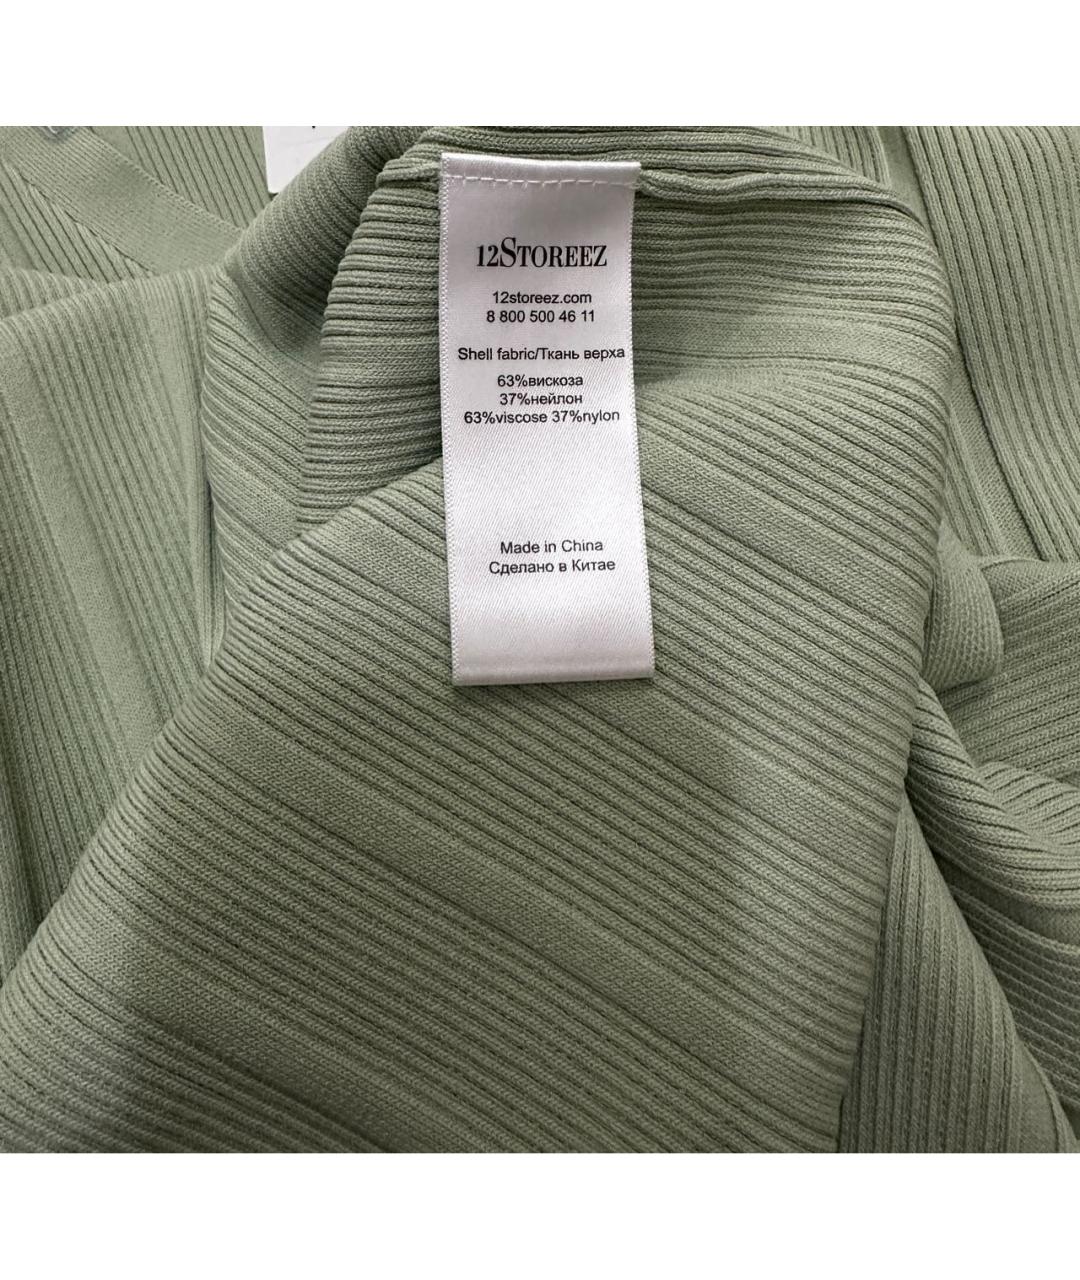 12STOREEZ
12storeez.com
8 800 500 46 11
Shell fabric/Ткань верха
63%вискоза
37%нейлон
63%viscose 37%nylon
Made in China
Сделано в Китае